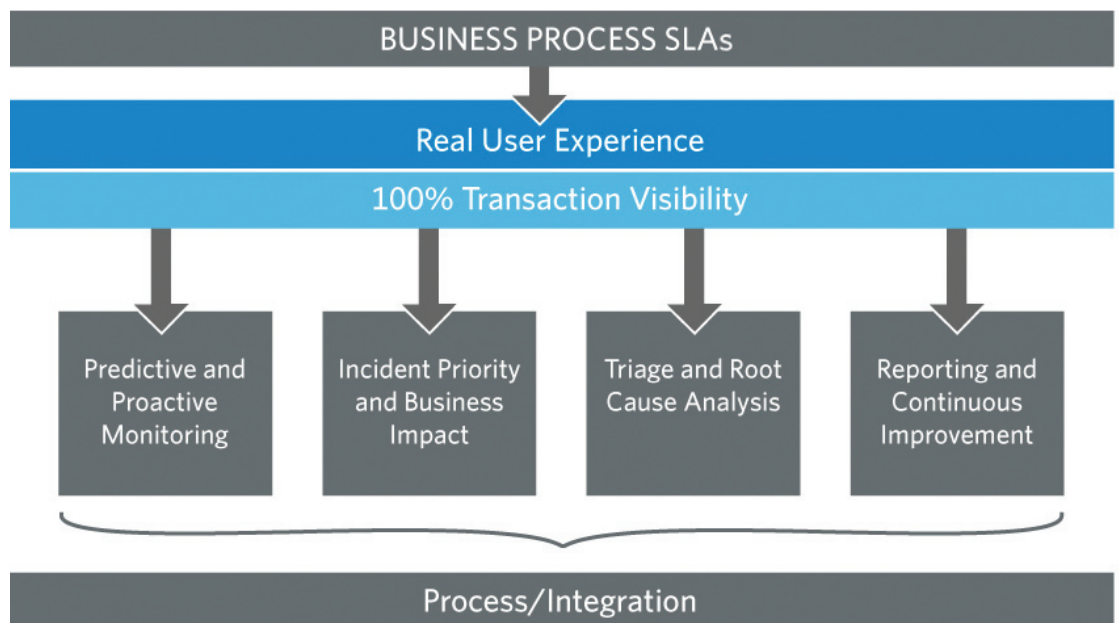 BUSINESS PROCESS SLAs
Real User Experience
100% Transaction Visibility
Predictive and
Proactive
Monitoring
Incident Priority
and Business
Impact
Triage and Root
Cause Analysis
Reporting and
Continuous
Improvement
Process/Integration